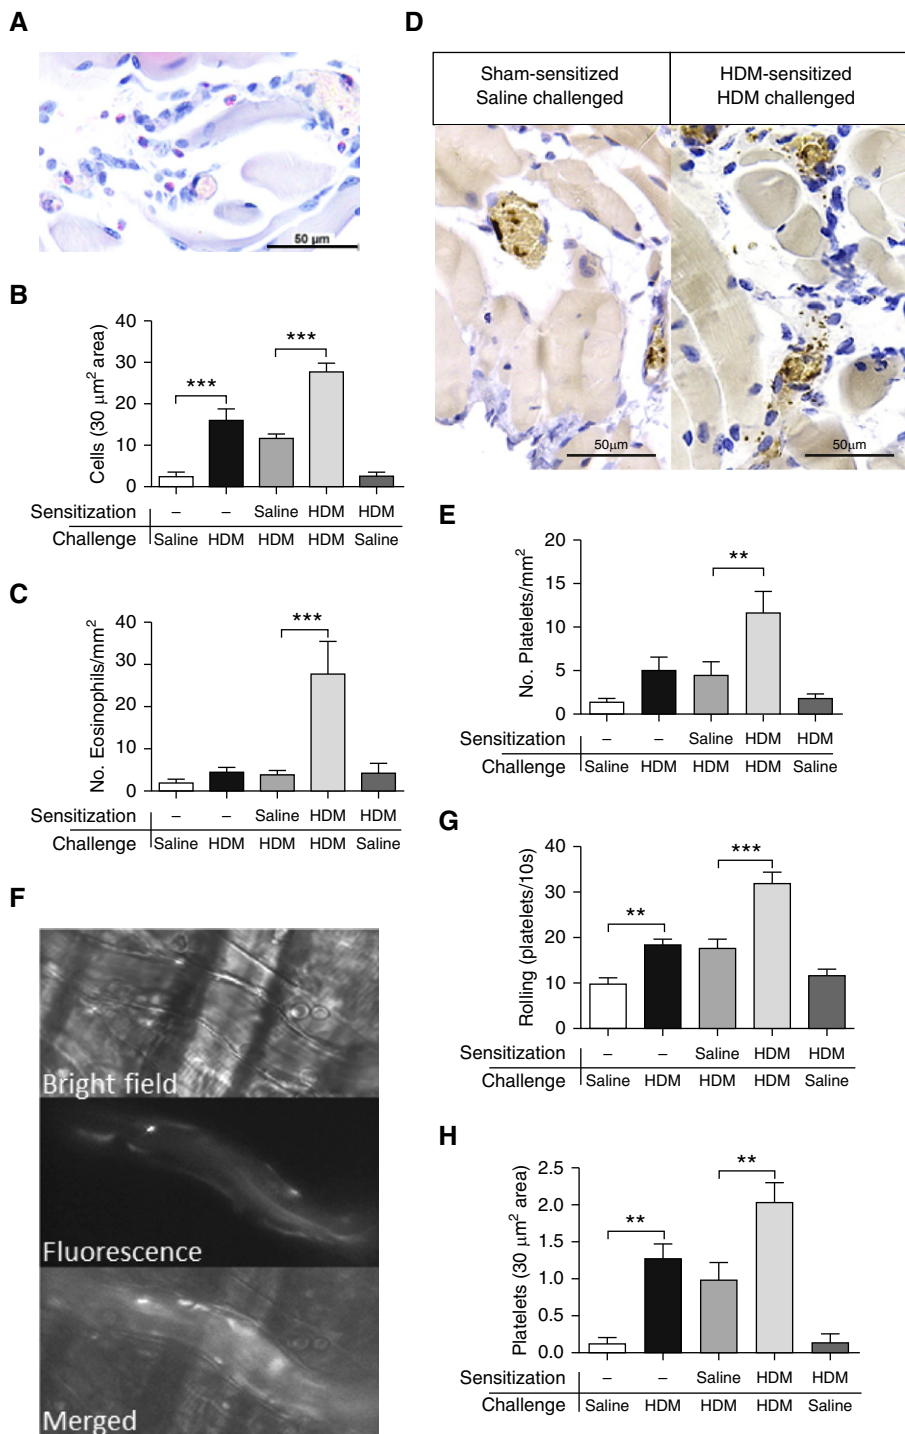 A
50 µm
B
Cells (30 µm² area)
40
30
20
10
0
***
***
Sensitization – – Saline HDM HDM
Challenge Saline HDM HDM HDM Saline
C
No. Eosinophils/mm²
40
30
20
10
0
***
Sensitization – – Saline HDM HDM
Challenge Saline HDM HDM HDM Saline
F
Bright field
Fluorescence
Merged
D
Sham-sensitized
Saline challenged
HDM-sensitized
HDM challenged
50µm
50µm
E
No. Platelets/mm²
20
15
10
5
0
**
Sensitization – – Saline HDM HDM
Challenge Saline HDM HDM HDM Saline
G
Rolling (platelets/10s)
40
30
20
10
0
**
***
Sensitization – – Saline HDM HDM
Challenge Saline HDM HDM HDM Saline
H
Platelets (30 µm² area)
2.5
2.0
1.5
1.0
0.5
0.0
**
**
Sensitization – – Saline HDM HDM
Challenge Saline HDM HDM HDM Saline